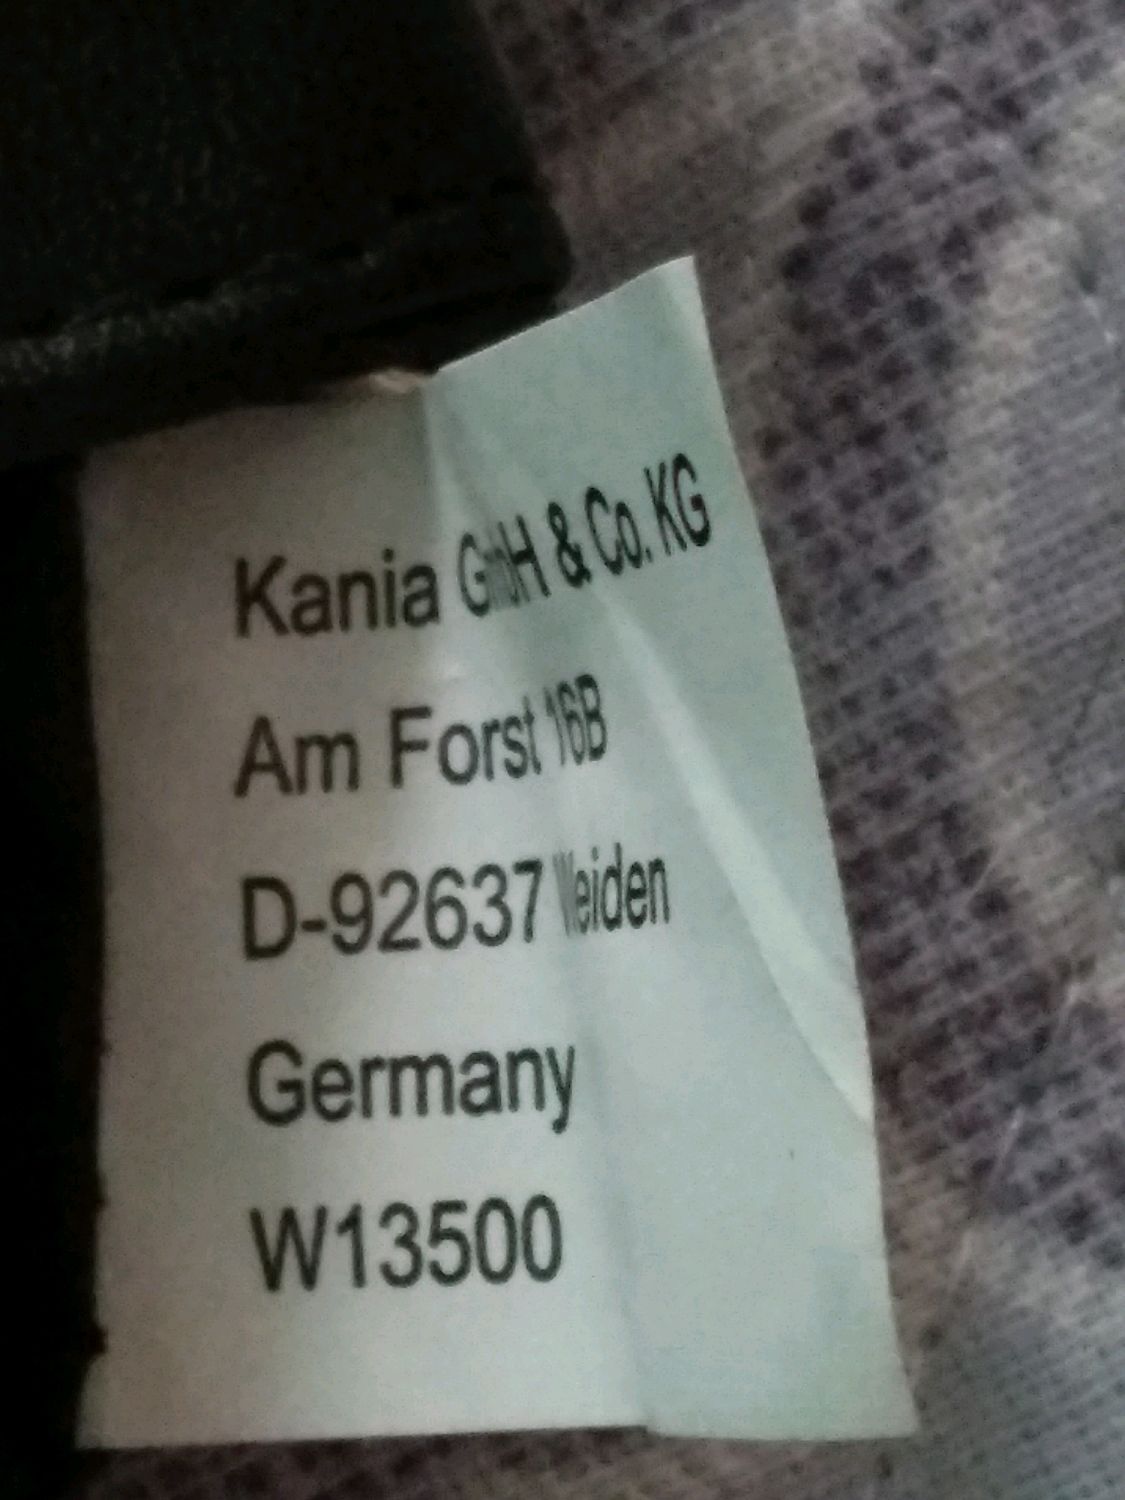 Kania GmbH & Co. KG
Am Forst 16B
D-92637 Weiden
Germany
W13500